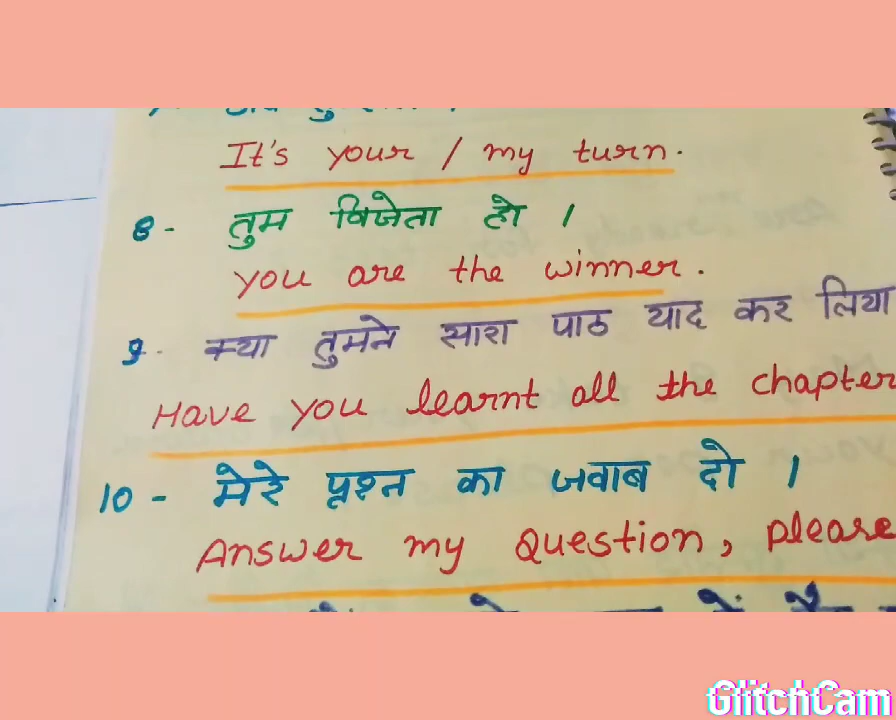 It's your / my turn.
8 - तुम विजेता हो ।
you are the winner.
9 - क्या तुमने सारा पाठ याद कर लिया
Have you learnt all the chapter
10 - मेरे प्रश्न का जवाब दो ।
Answer my question, please
GlitchCam